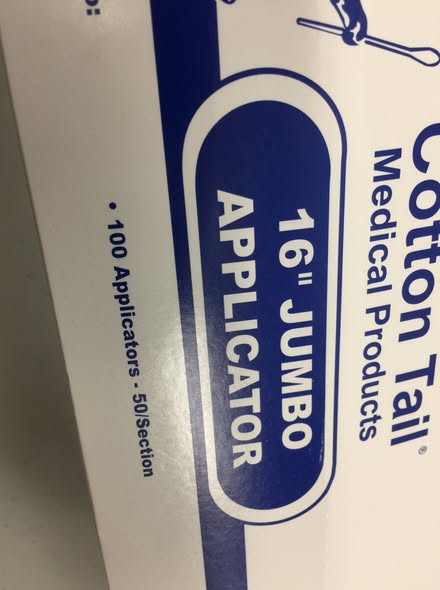 Cotton Tail®
Medical Products
16" JUMBO
APPLICATOR
• 100 Applicators - 50/Section